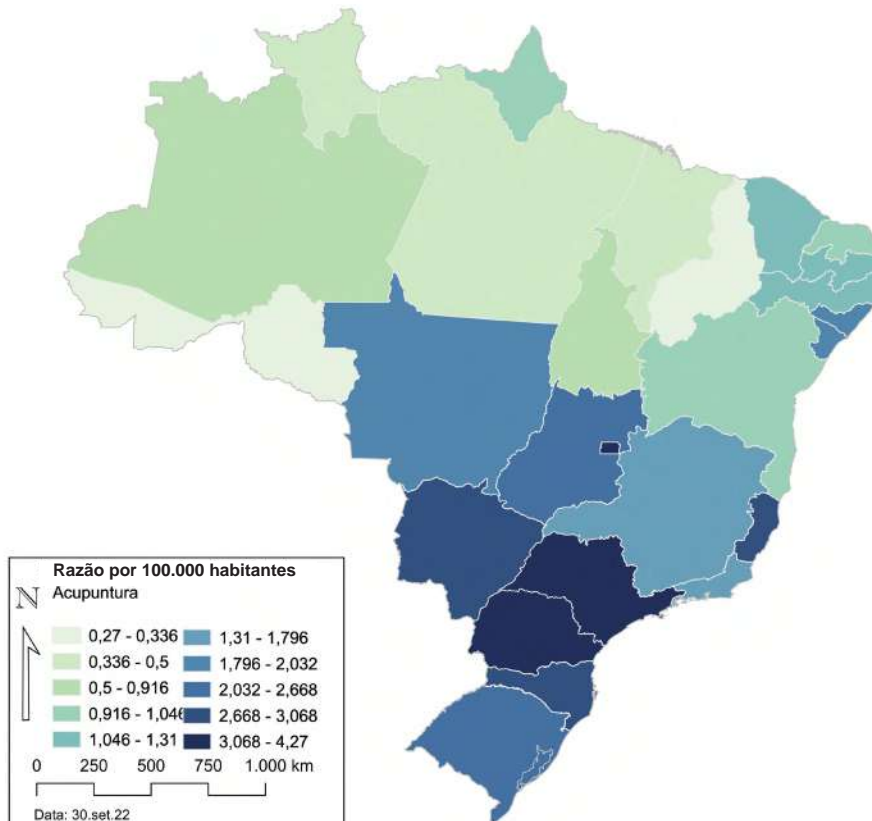 Razão por 100.000 habitantes
N Acupuntura
0,27 - 0,336
0,336 - 0,5
0,5 - 0,916
0,916 - 1,046
1,046 - 1,31
1,31 - 1,796
1,796 - 2,032
2,032 - 2,668
2,668 - 3,068
3,068 - 4,27
0 250 500 750 1.000 km
Data: 30.set.22